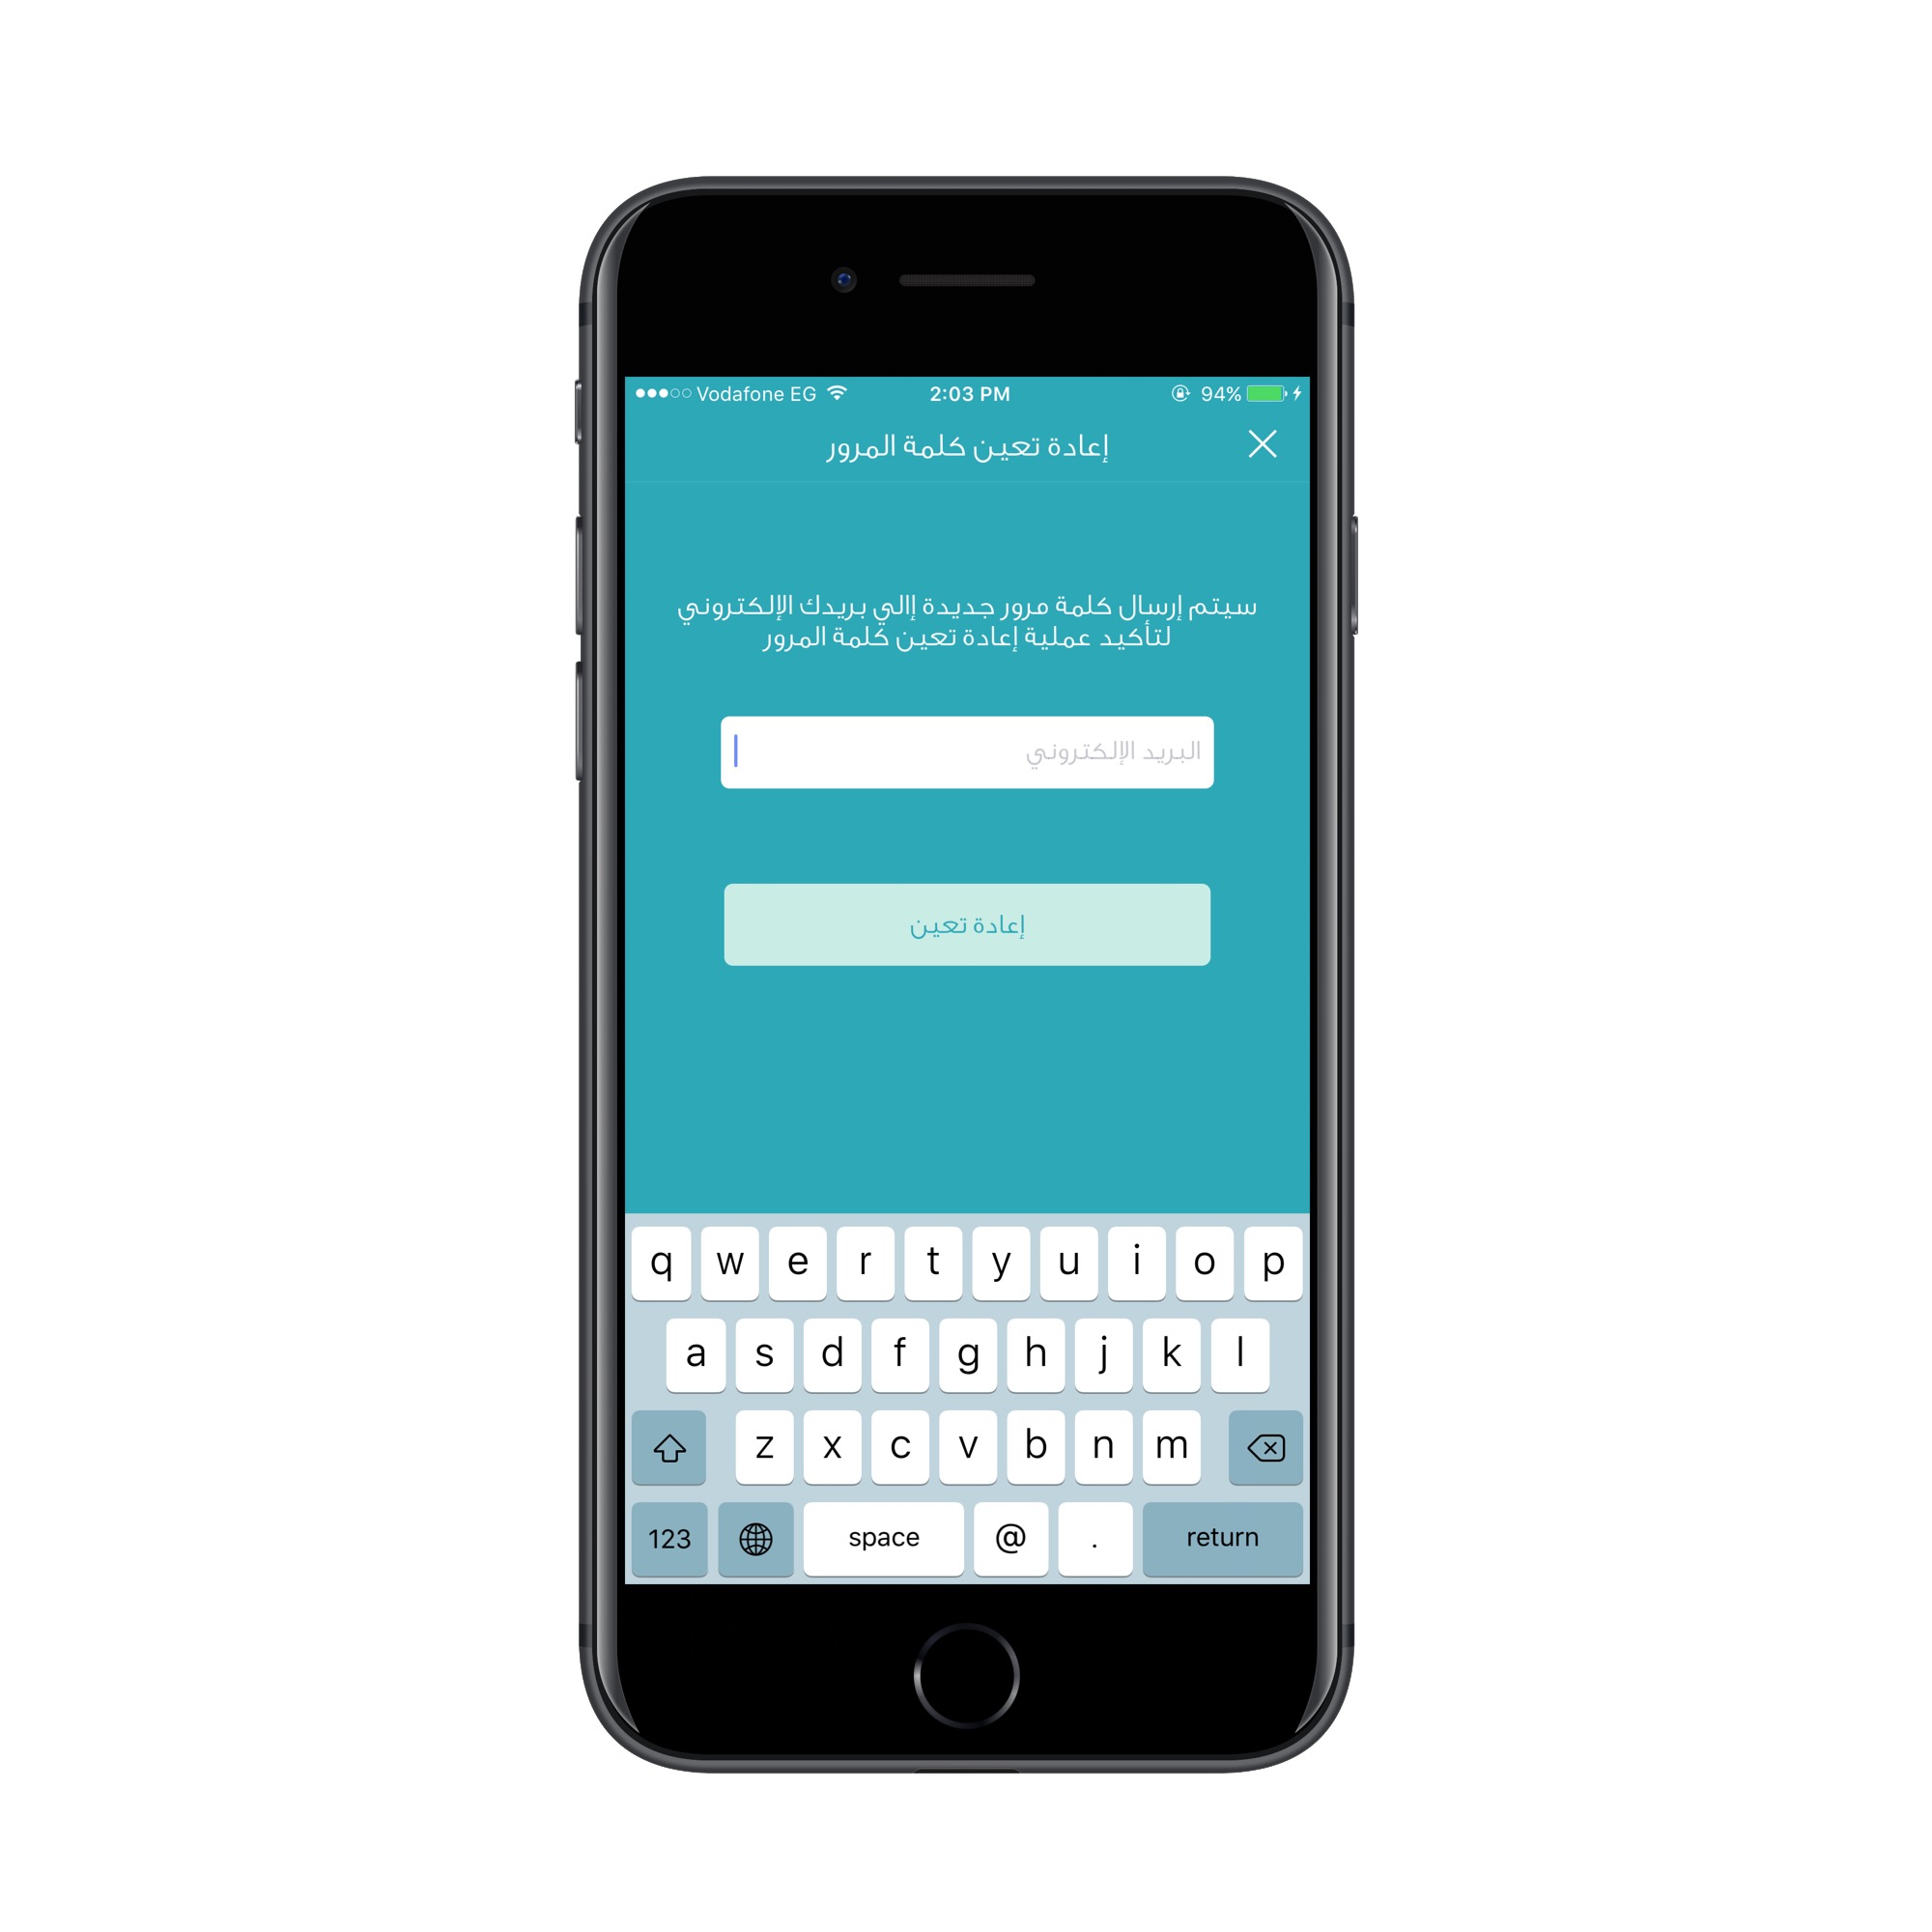 Vodafone EG 2:03 PM 94%
إعادة تعين كلمة المرور
سيتم إرسال كلمة مرور جديدة إالي بريدك الإلكتروني
لتأكيد عملية إعادة تعين كلمة المرور
البريد الإلكتروني
إعادة تعين
q w e r t y u i o p
a s d f g h j k l
z x c v b n m
123 space @ . return